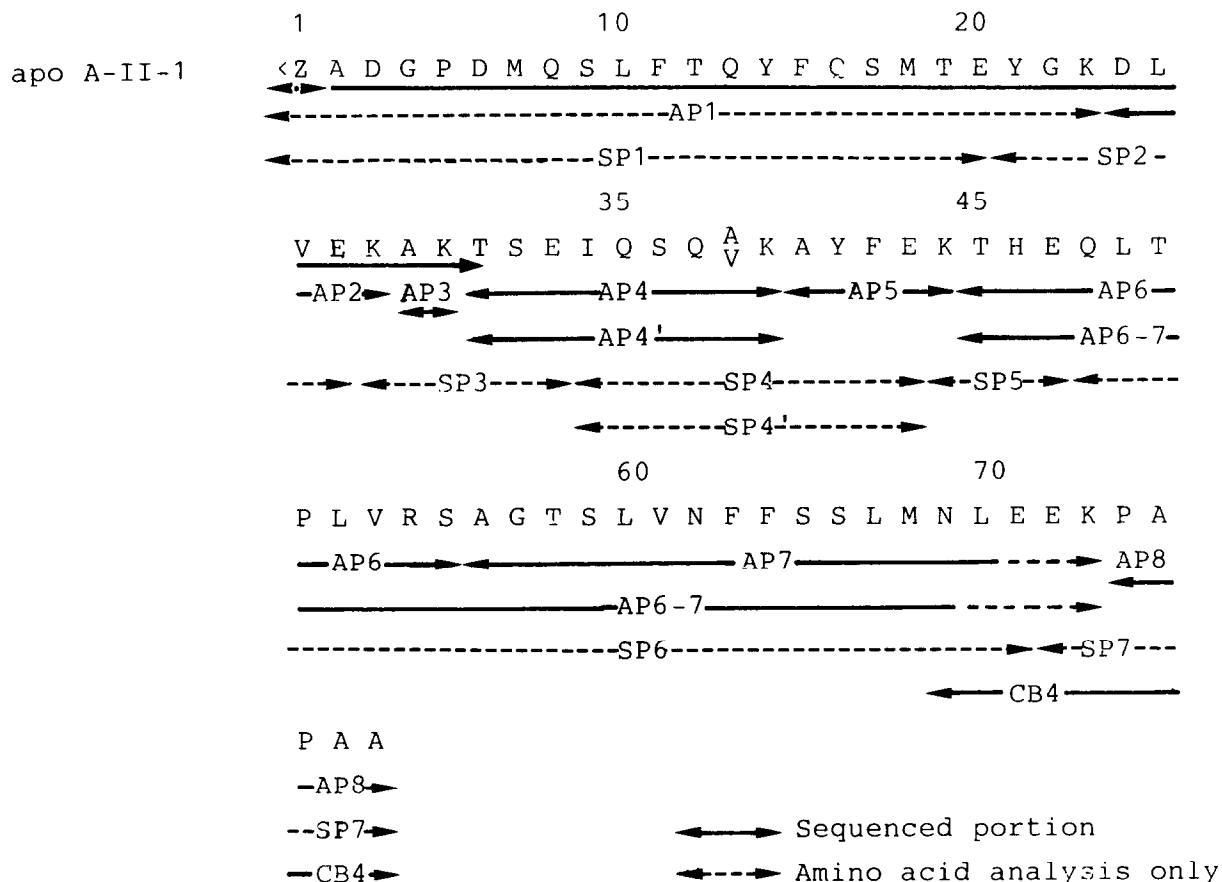 1 10 20
apo A-II-1 <Z A D G P D M Q S L F T Q Y F Q S M T E Y G K D L
AP1
SP1 SP2
35 45
V E K A K T S E I Q S Q A/V K A Y F E K T H E Q L T
AP2 AP3 AP4 AP5 AP6
AP4' AP6-7
SP3 SP4 SP5
SP4'
60 70
P L V R S A G T S L V N F F S S L M N L E E K P A
AP6 AP7 AP8
AP6-7
SP6 SP7
CB4
P A A
AP8
SP7 Sequenced portion
CB4 Amino acid analysis only